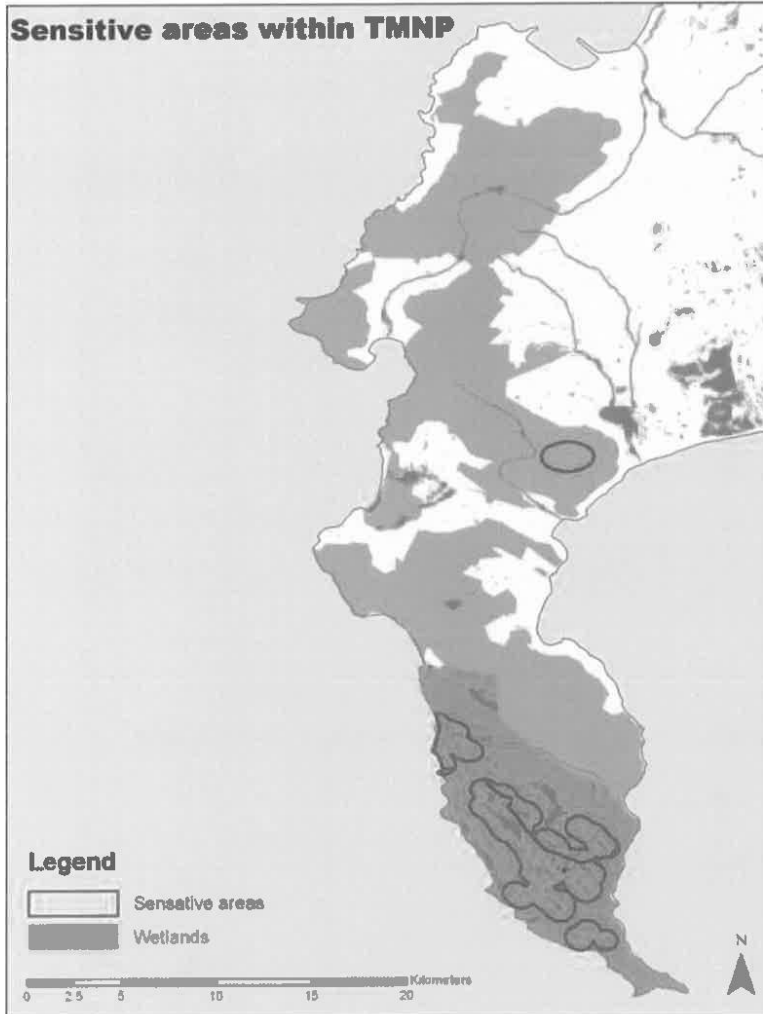 Sensitive areas within TMNP
Legend
Sensative areas
Wetlands
Kilometers
0 2.5 5 10 15 20
N